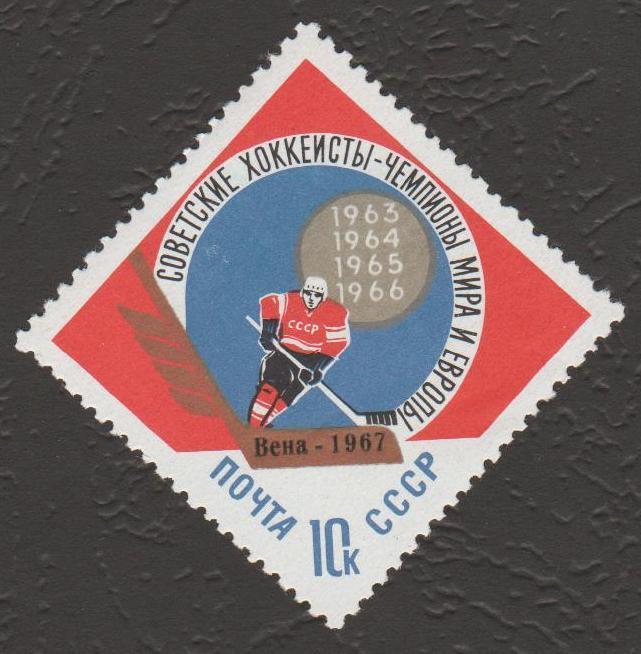 СОВЕТСКИЕ ХОККЕИСТЫ-ЧЕМПИОНЫ МИРА И ЕВРОПЫ
1963
1964
1965
1966
СССР
Вена - 1967
ПОЧТА СССР
10к